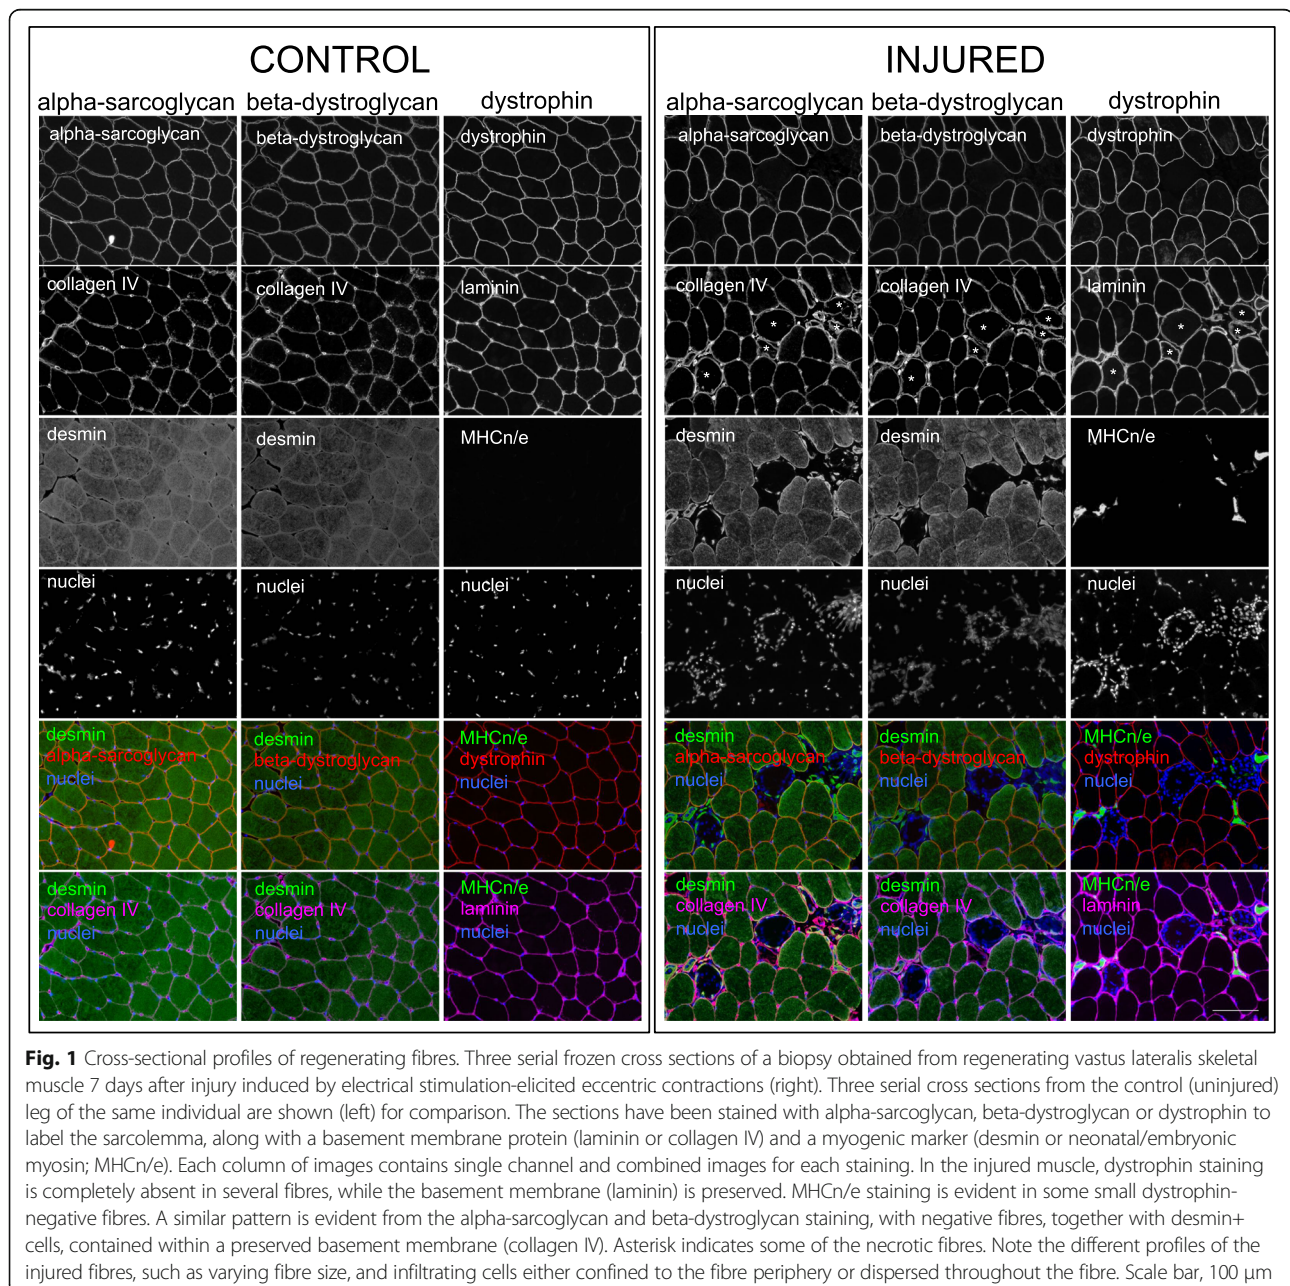 CONTROL
INJURED
alpha-sarcoglycan beta-dystroglycan dystrophin
alpha-sarcoglycan beta-dystroglycan dystrophin
alpha-sarcoglycan beta-dystroglycan dystrophin
alpha-sarcoglycan beta-dystroglycan dystrophin
collagen IV collagen IV laminin
collagen IV collagen IV laminin
* * * * *
* * * * *
* * * * *
desmin desmin MHCn/e
desmin desmin MHCn/e
nuclei nuclei nuclei
nuclei nuclei nuclei
desmin desmin MHCn/e
alpha-sarcoglycan beta-dystroglycan dystrophin
nuclei nuclei nuclei
desmin desmin MHCn/e
alpha-sarcoglycan beta-dystroglycan dystrophin
nuclei nuclei nuclei
desmin desmin MHCn/e
collagen IV collagen IV laminin
nuclei nuclei nuclei
desmin desmin MHCn/e
collagen IV collagen IV laminin
nuclei nuclei nuclei
Fig. 1 Cross-sectional profiles of regenerating fibres. Three serial frozen cross sections of a biopsy obtained from regenerating vastus lateralis skeletal
muscle 7 days after injury induced by electrical stimulation-elicited eccentric contractions (right). Three serial cross sections from the control (uninjured)
leg of the same individual are shown (left) for comparison. The sections have been stained with alpha-sarcoglycan, beta-dystroglycan or dystrophin to
label the sarcolemma, along with a basement membrane protein (laminin or collagen IV) and a myogenic marker (desmin or neonatal/embryonic
myosin; MHCn/e). Each column of images contains single channel and combined images for each staining. In the injured muscle, dystrophin staining
is completely absent in several fibres, while the basement membrane (laminin) is preserved. MHCn/e staining is evident in some small dystrophin-
negative fibres. A similar pattern is evident from the alpha-sarcoglycan and beta-dystroglycan staining, with negative fibres, together with desmin+
cells, contained within a preserved basement membrane (collagen IV). Asterisk indicates some of the necrotic fibres. Note the different profiles of the
injured fibres, such as varying fibre size, and infiltrating cells either confined to the fibre periphery or dispersed throughout the fibre. Scale bar, 100 μm